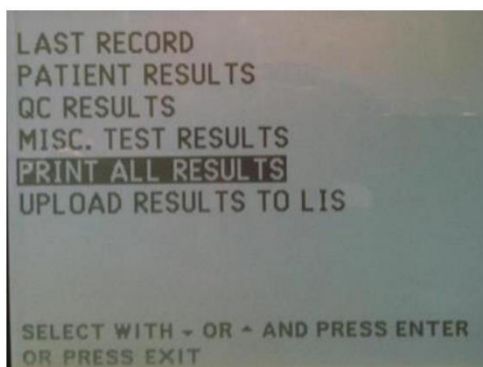 LAST RECORD
PATIENT RESULTS
QC RESULTS
MISC. TEST RESULTS
PRINT ALL RESULTS
UPLOAD RESULTS TO LIS
SELECT WITH ▾ OR ▴ AND PRESS ENTER
OR PRESS EXIT